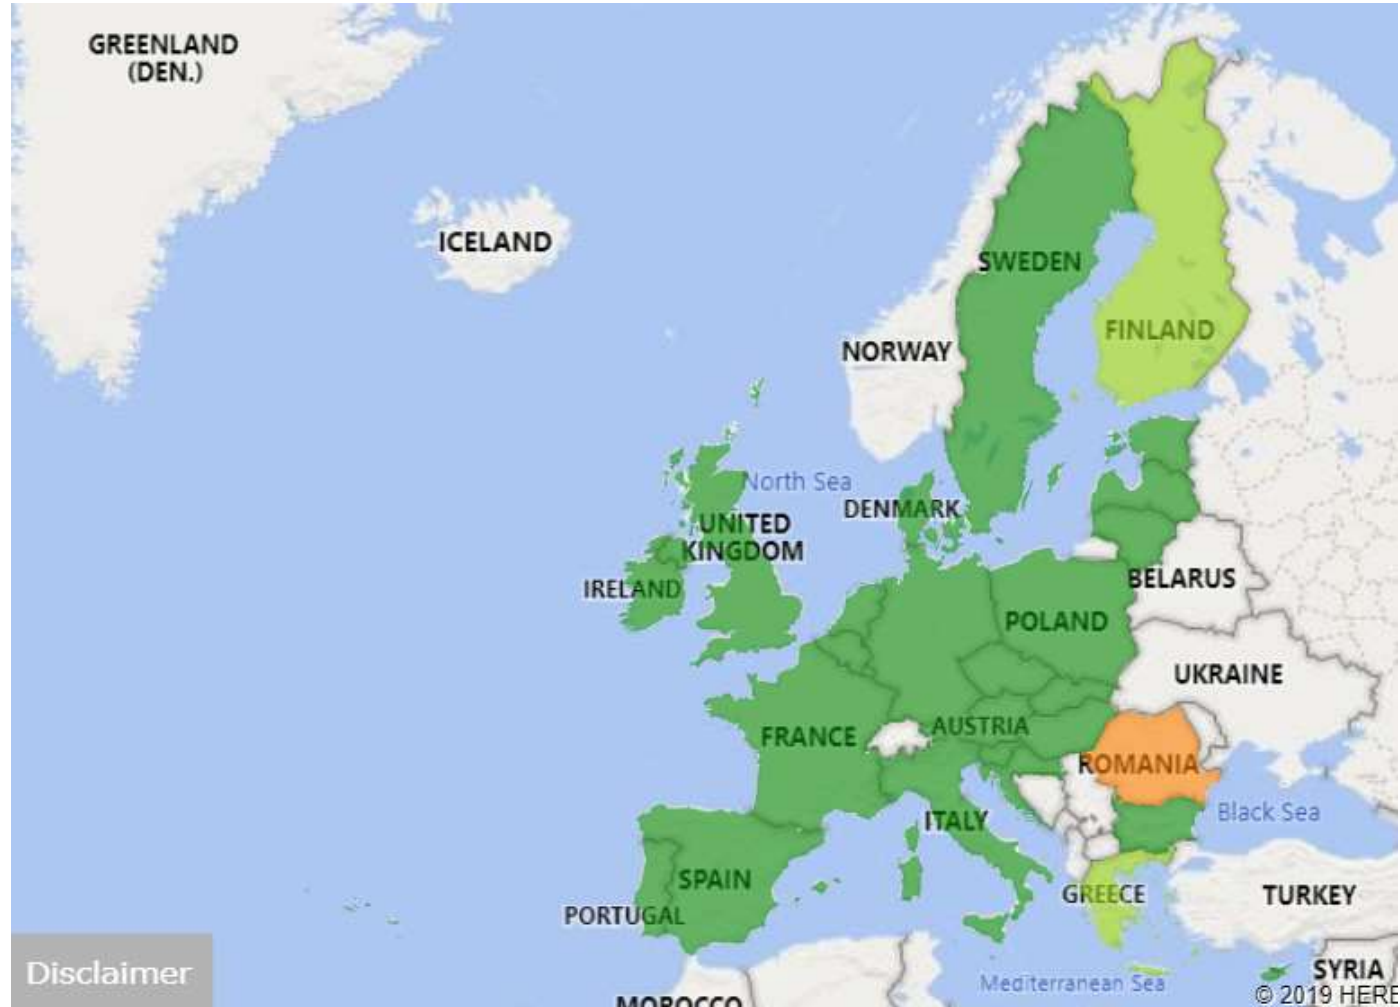 GREENLAND
(DEN.)
ICELAND
SWEDEN
FINLAND
NORWAY
North Sea
DENMARK
UNITED
KINGDOM
IRELAND
BELARUS
POLAND
UKRAINE
FRANCE
AUSTRIA
ROMANIA
Black Sea
ITALY
SPAIN
GREECE
TURKEY
PORTUGAL
Disclaimer
Mediterranean Sea
SYRIA
© 2019 HERE
MOROCCO